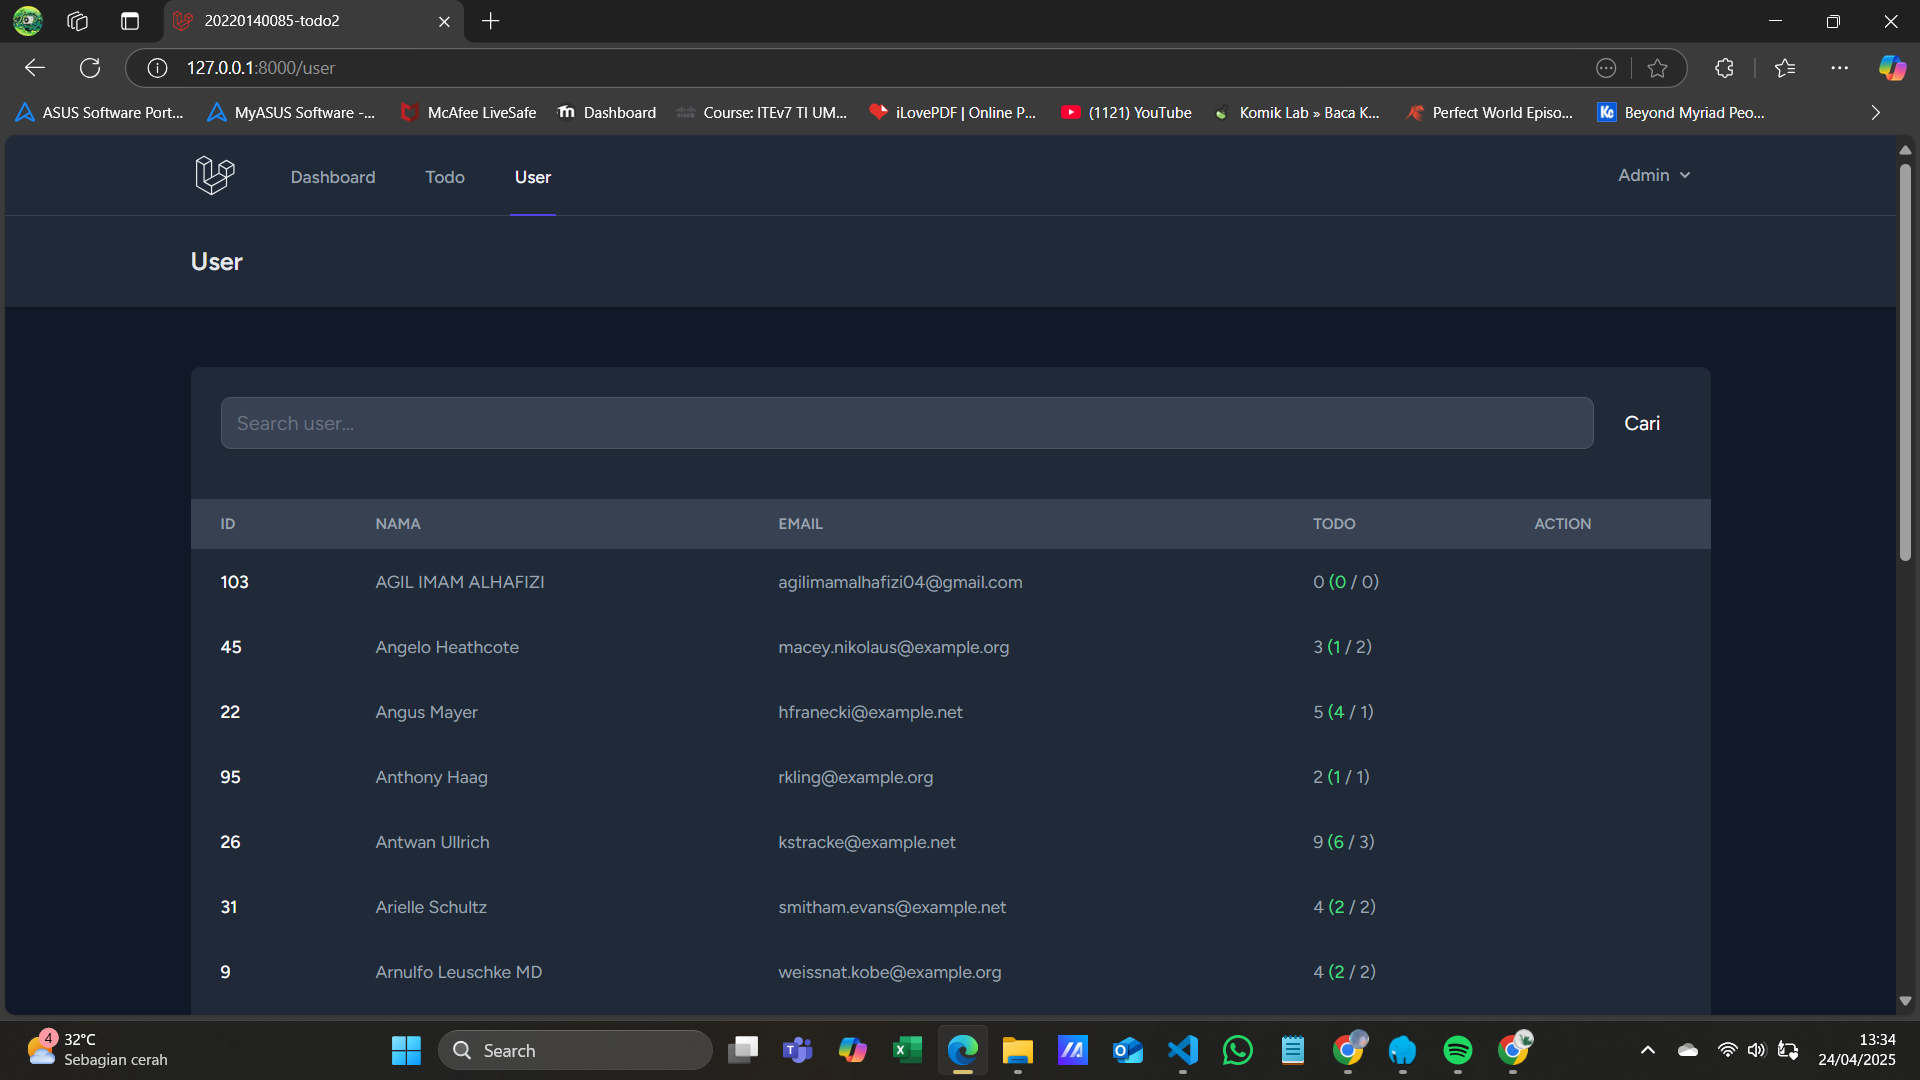 20220140085-todo2
127.0.0.1:8000/user
ASUS Software Port... MyASUS Software -... McAfee LiveSafe Dashboard Course: ITEv7 TI UM... iLovePDF | Online P... (1121) YouTube Komik Lab » Baca K... Perfect World Episo... Beyond Myriad Peo...
Dashboard Todo User Admin
User
Search user... Cari
ID NAMA EMAIL TODO ACTION
103 AGIL IMAM ALHAFIZI agilimamalhafizi04@gmail.com 0 (0 / 0)
45 Angelo Heathcote macey.nikolaus@example.org 3 (1 / 2)
22 Angus Mayer hfranecki@example.net 5 (4 / 1)
95 Anthony Haag rkling@example.org 2 (1 / 1)
26 Antwan Ullrich kstracke@example.net 9 (6 / 3)
31 Arielle Schultz smitham.evans@example.net 4 (2 / 2)
9 Arnulfo Leuschke MD weissnat.kobe@example.org 4 (2 / 2)
4 32°C
Sebagian cerah
Search
13:34
24/04/2025